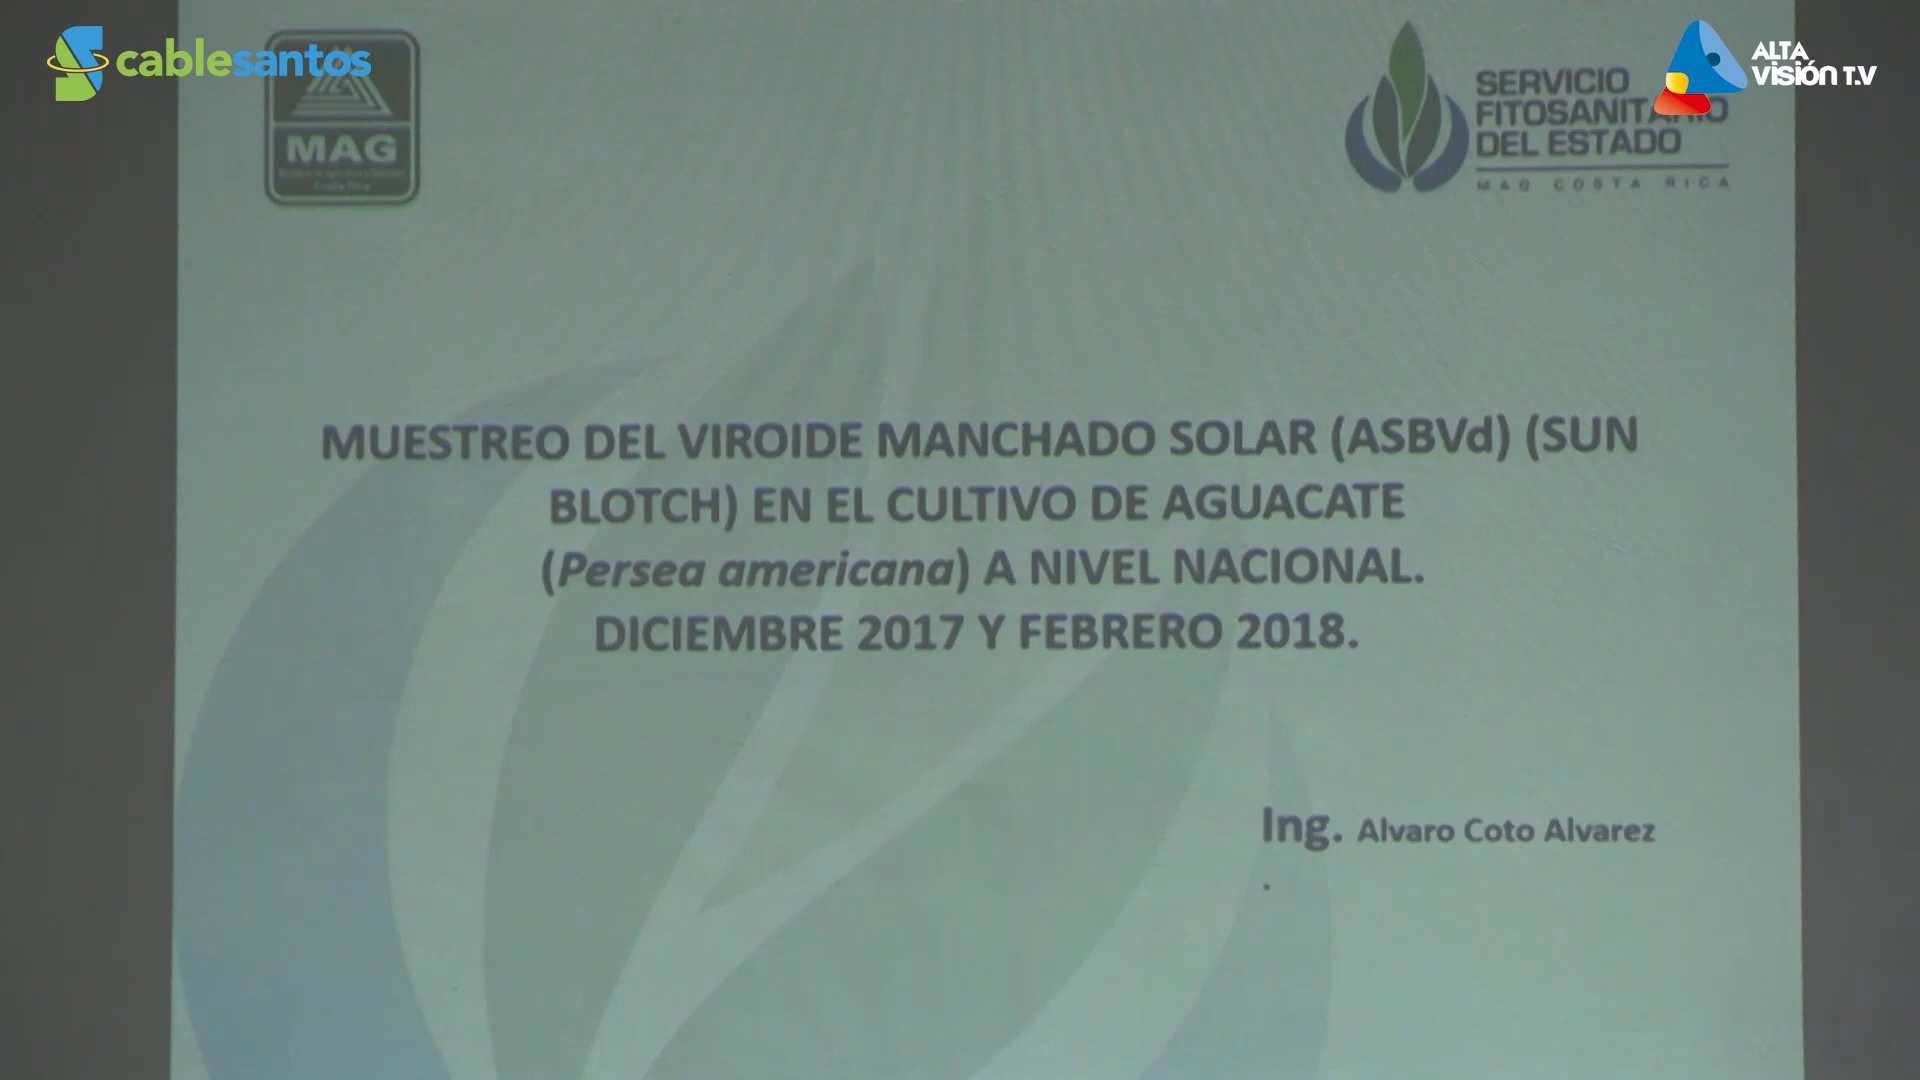 cablesantos
ALTA
VISIÓN T.V
MAG
SERVICIO
FITOSANITARIO
DEL ESTADO
MAG COSTA RICA
MUESTREO DEL VIROIDE MANCHADO SOLAR (ASBVd) (SUN
BLOTCH) EN EL CULTIVO DE AGUACATE
(Persea americana) A NIVEL NACIONAL.
DICIEMBRE 2017 Y FEBRERO 2018.
Ing. Alvaro Coto Alvarez
.